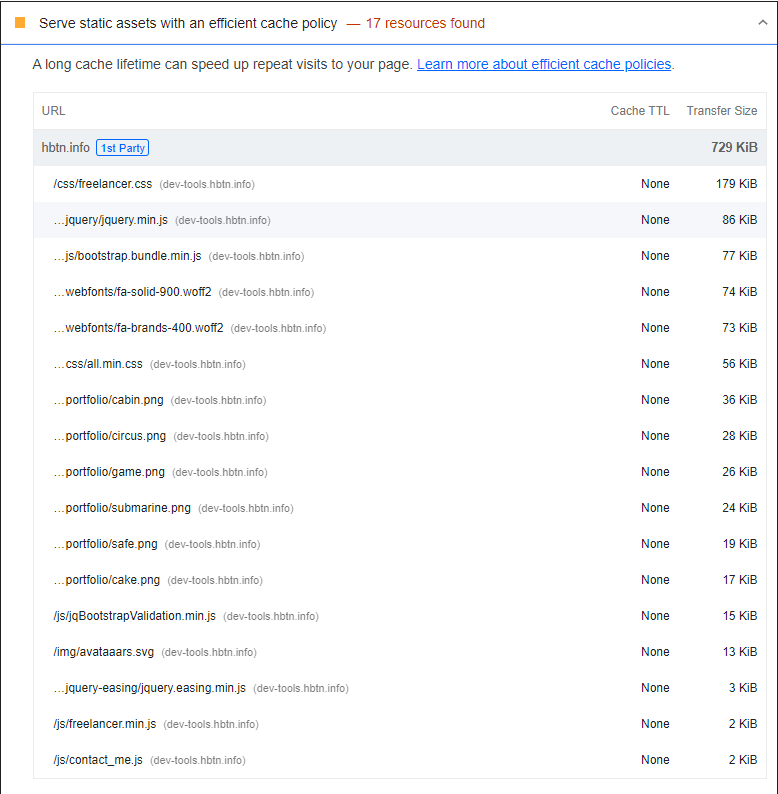 Serve static assets with an efficient cache policy — 17 resources found
A long cache lifetime can speed up repeat visits to your page. Learn more about efficient cache policies.
URL Cache TTL Transfer Size
hbtn.info 1st Party 729 KiB
/css/freelancer.css (dev-tools.hbtn.info) None 179 KiB
…jquery/jquery.min.js (dev-tools.hbtn.info) None 86 KiB
…js/bootstrap.bundle.min.js (dev-tools.hbtn.info) None 77 KiB
…webfonts/fa-solid-900.woff2 (dev-tools.hbtn.info) None 74 KiB
…webfonts/fa-brands-400.woff2 (dev-tools.hbtn.info) None 73 KiB
…css/all.min.css (dev-tools.hbtn.info) None 56 KiB
…portfolio/cabin.png (dev-tools.hbtn.info) None 36 KiB
…portfolio/circus.png (dev-tools.hbtn.info) None 28 KiB
…portfolio/game.png (dev-tools.hbtn.info) None 26 KiB
…portfolio/submarine.png (dev-tools.hbtn.info) None 24 KiB
…portfolio/safe.png (dev-tools.hbtn.info) None 19 KiB
…portfolio/cake.png (dev-tools.hbtn.info) None 17 KiB
/js/jqBootstrapValidation.min.js (dev-tools.hbtn.info) None 15 KiB
/img/avataaars.svg (dev-tools.hbtn.info) None 13 KiB
…jquery-easing/jquery.easing.min.js (dev-tools.hbtn.info) None 3 KiB
/js/freelancer.min.js (dev-tools.hbtn.info) None 2 KiB
/js/contact_me.js (dev-tools.hbtn.info) None 2 KiB